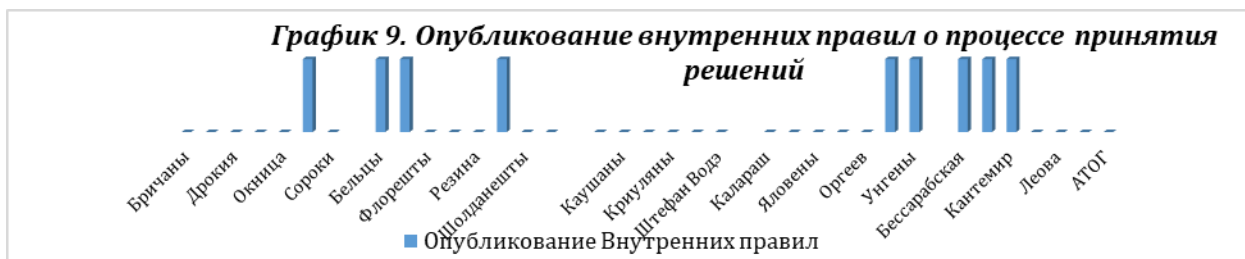 График 9. Опубликование внутренних правил о процессе принятия
решений
Бричаны
Дрокия
Окница
Сороки
Бельцы
Флорешты
Резина
Шолданешты
Каушаны
Криуляны
Штефан Водэ
Калараш
Яловены
Оргеев
Унгены
Бессарабская
Кантемир
Леова
АТОГ
Опубликование Внутренних правил